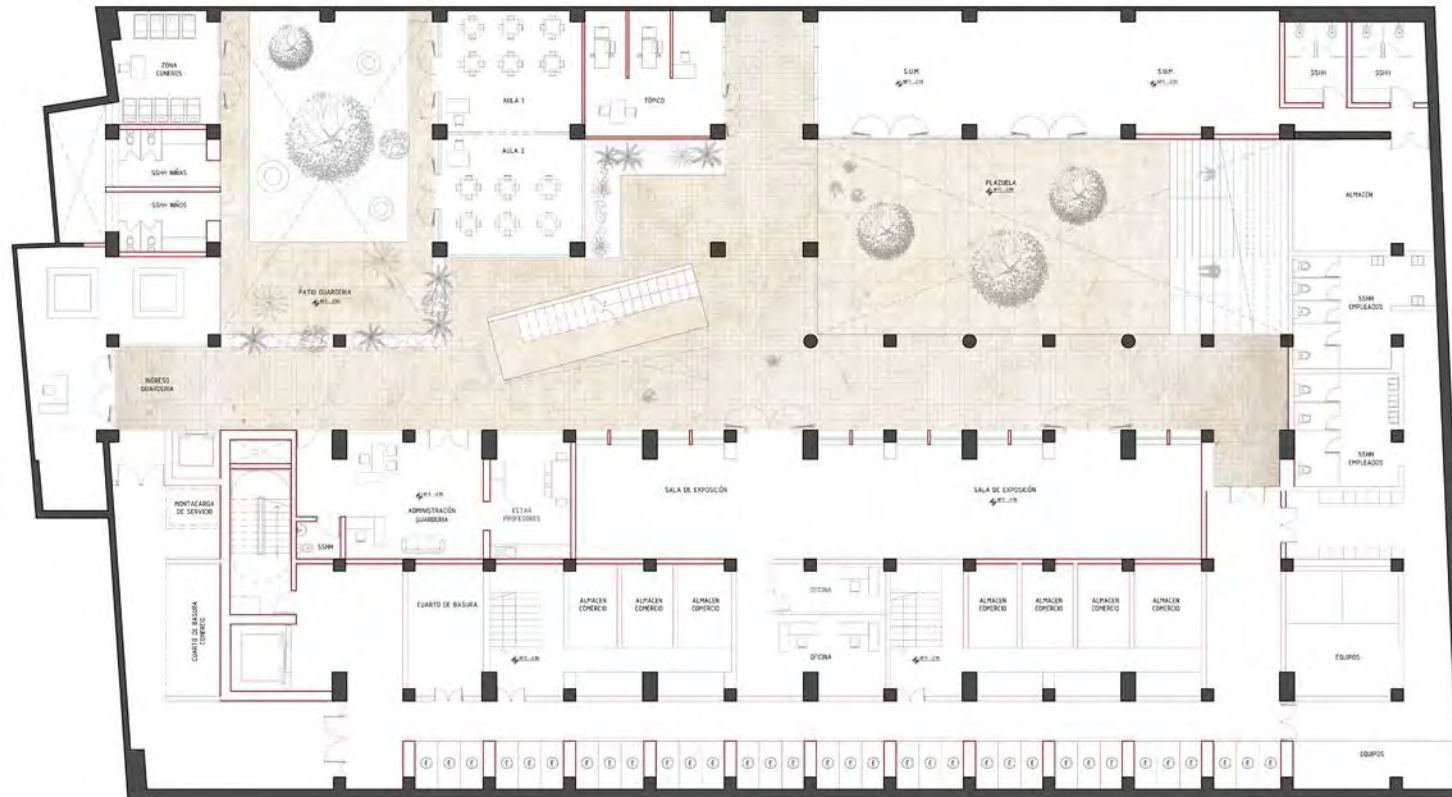 ZONA
CUNEROS
AULA 1
TÓPICO
S.U.M.
S.U.M.
SSHH
SSHH
AULA 2
SSHH NIÑAS
SSHH NIÑOS
PLAZUELA
ALMACÉN
PATIO GUARDERIA
SSHH
EMPLEADOS
INGRESO
GUARDERIA
SSHH
EMPLEADOS
MONTACARGA
DE SERVICIO
ADMINISTRACIÓN
GUARDERIA
ESTAR
PROFESORES
SALA DE EXPOSICIÓN
SALA DE EXPOSICIÓN
SSHH
CUARTO DE BASURA
COMERCIO
CUARTO DE BASURA
ALMACEN
COMERCIO
ALMACEN
COMERCIO
ALMACEN
COMERCIO
OFICINA
OFICINA
ALMACEN
COMERCIO
ALMACEN
COMERCIO
ALMACEN
COMERCIO
ALMACEN
COMERCIO
EQUIPOS
EQUIPOS